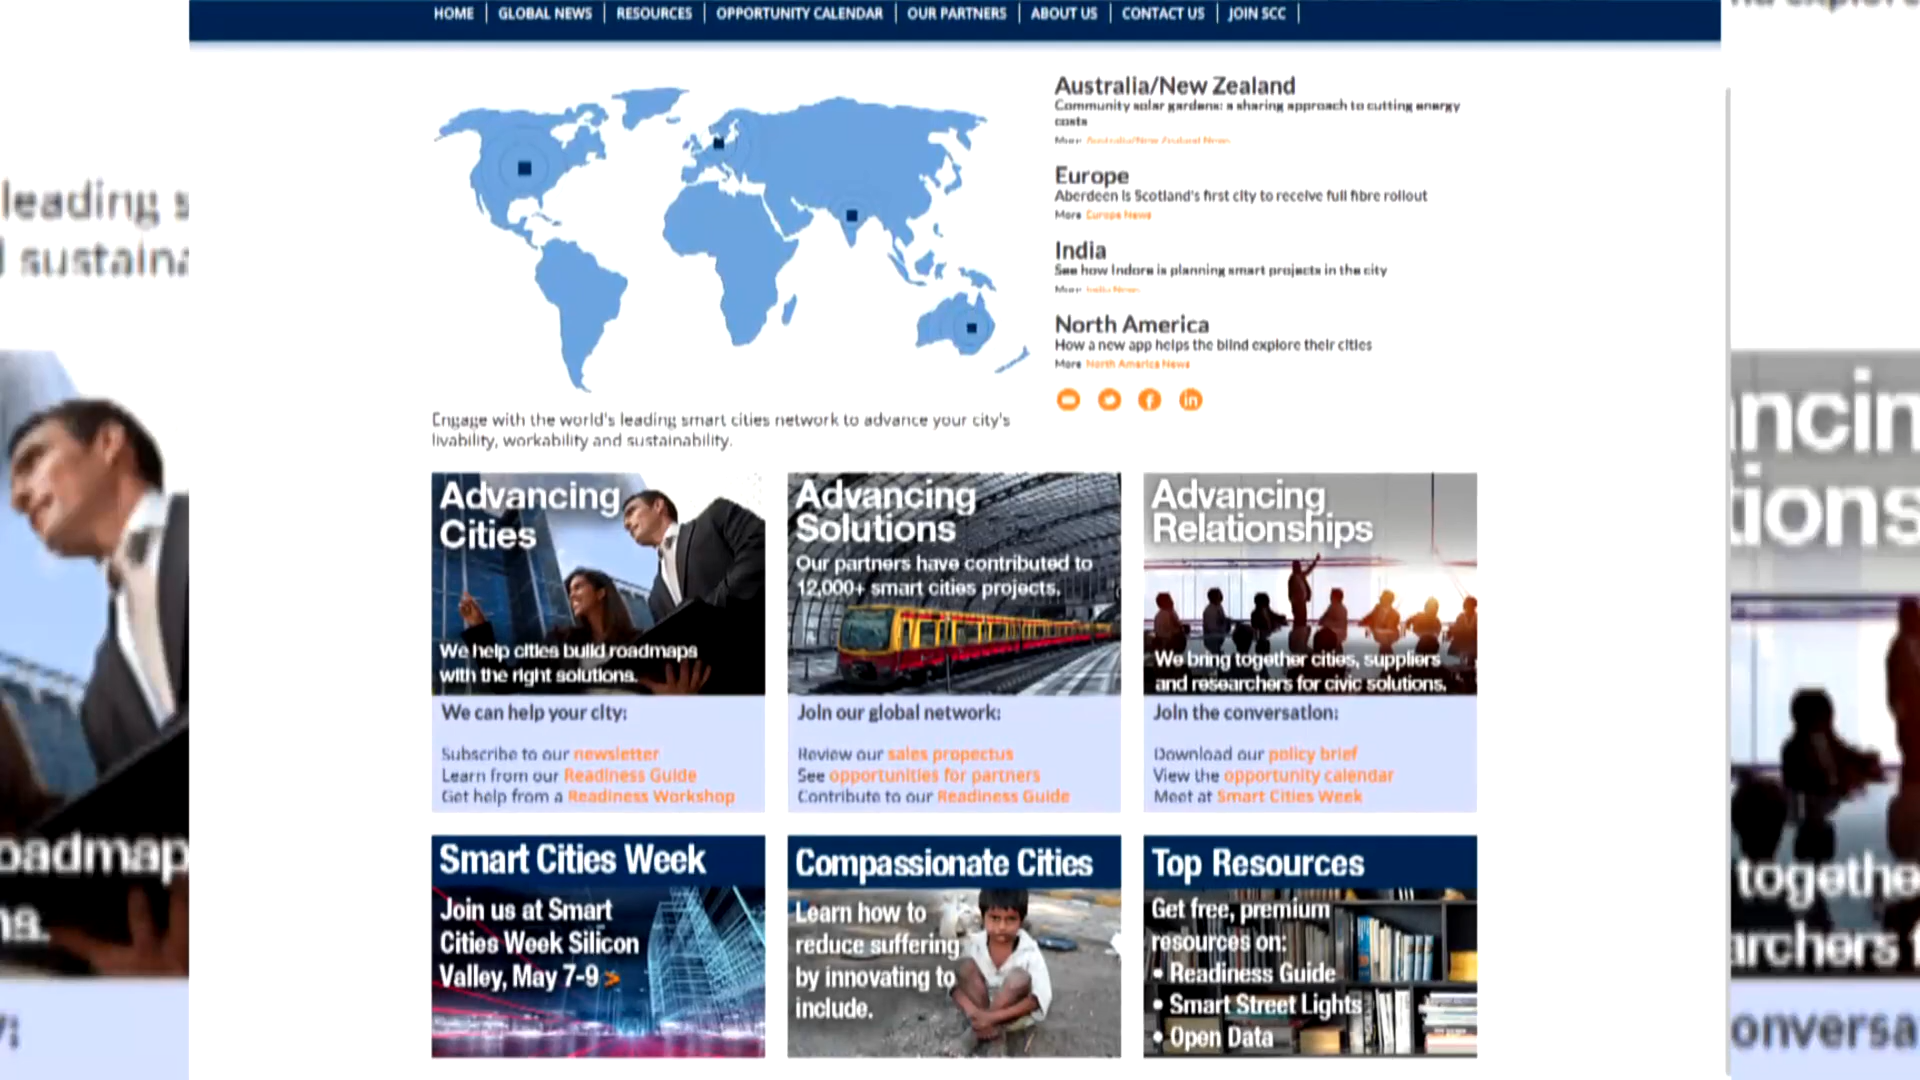 HOME | GLOBAL NEWS | RESOURCES | OPPORTUNITY CALENDAR | OUR PARTNERS | ABOUT US | CONTACT US | JOIN SCC |
Australia/New Zealand
Community solar gardens: a sharing approach to cutting energy
costs
More Australia/New Zealand News
Europe
Aberdeen is Scotland's first city to receive full fibre rollout
More Europe News
India
See how Indore is planning smart projects in the city
More India News
North America
How a new app helps the blind explore their cities
More North America News
Engage with the world's leading smart cities network to advance your city's
livability, workability and sustainability.
Advancing
Cities
We help cities build roadmaps
with the right solutions.
We can help your city:
Subscribe to our newsletter
Learn from our Readiness Guide
Get help from a Readiness Workshop
Advancing
Solutions
Our partners have contributed to
12,000+ smart cities projects.
Join our global network:
Review our sales propectus
See opportunities for partners
Contribute to our Readiness Guide
Advancing
Relationships
We bring together cities, suppliers
and researchers for civic solutions.
Join the conversation:
Download our policy brief
View the opportunity calendar
Meet at Smart Cities Week
Smart Cities Week
Join us at Smart
Cities Week Silicon
Valley, May 7-9 >
Compassionate Cities
Learn how to
reduce suffering
by innovating to
include.
Top Resources
Get free, premium
resources on:
• Readiness Guide
• Smart Street Lights
• Open Data